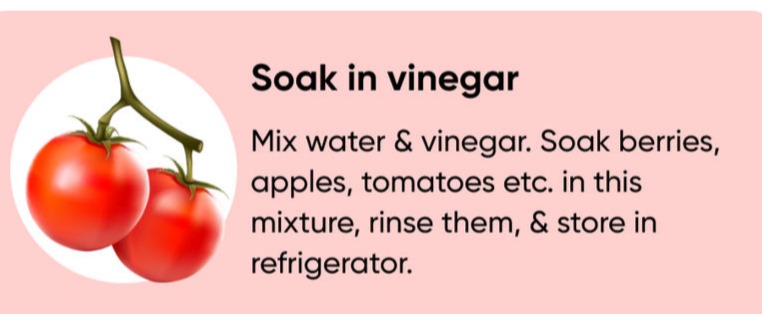 Soak in vinegar
Mix water & vinegar. Soak berries,
apples, tomatoes etc. in this
mixture, rinse them, & store in
refrigerator.